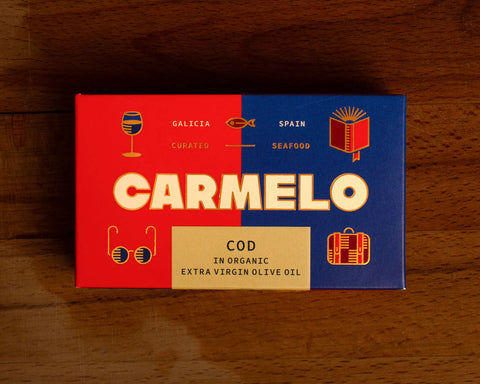 GALICIA SPAIN
CURATED SEAFOOD
CARMELO
COD
IN ORGANIC
EXTRA VIRGIN OLIVE OIL